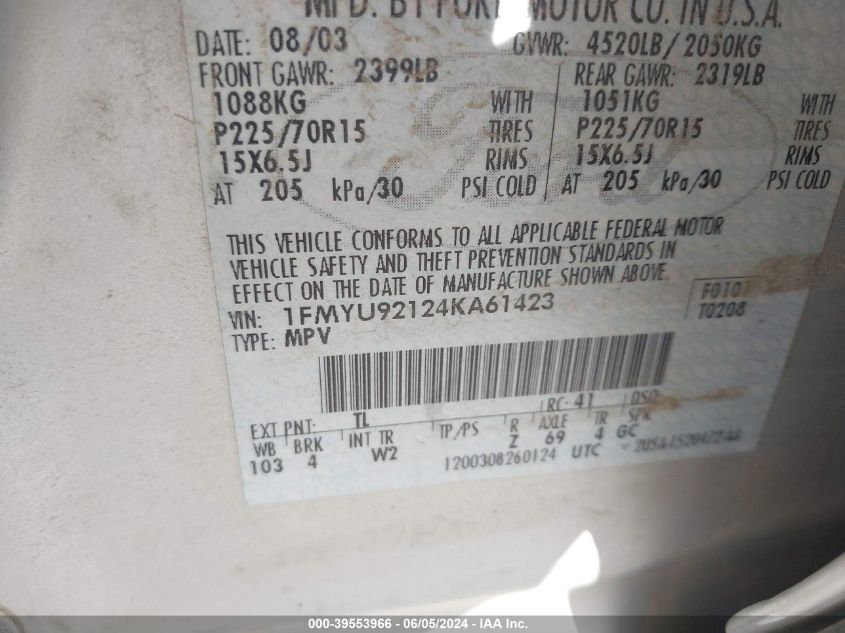 MFD. BY FORD MOTOR CO. IN U.S.A.
DATE: 08/03 GVWR: 4520LB/2050KG
FRONT GAWR: 2399LB REAR GAWR: 2319LB
1088KG WITH 1051KG WITH
P225/70R15 TIRES P225/70R15 TIRES
15X6.5J RIMS 15X6.5J RIMS
AT 205 kPa/30 PSI COLD AT 205 kPa/30 PSI COLD
THIS VEHICLE CONFORMS TO ALL APPLICABLE FEDERAL MOTOR
VEHICLE SAFETY AND THEFT PREVENTION STANDARDS IN
EFFECT ON THE DATE OF MANUFACTURE SHOWN ABOVE.
VIN: 1FMYU92124KA61423 F0101
TYPE: MPV T0208
EXT PNT: TL RC: 41 DSO:
WB BRK INT TR TP/PS R AXLE TR SPR
103 4 W2 Z 69 4 GC
1200308260124 UTC
000-39553966 - 06/05/2024 - IAA Inc.